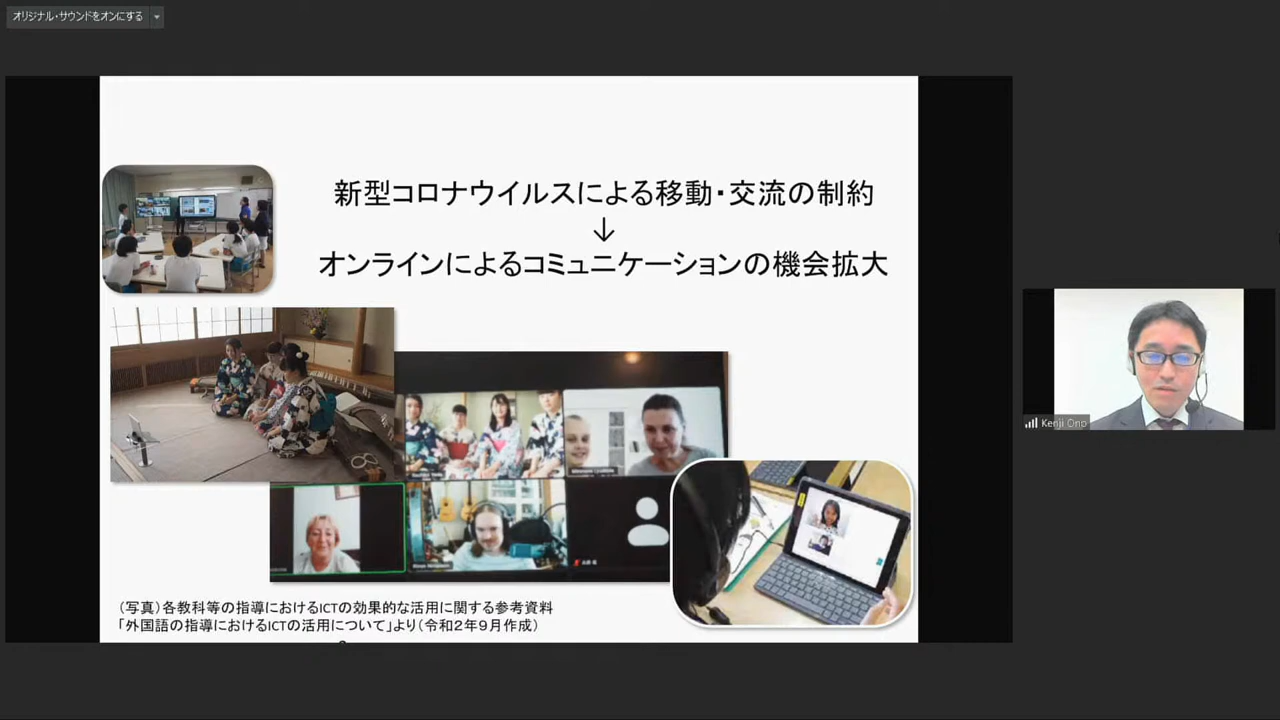 オリジナル・サウンドをオンにする
新型コロナウイルスによる移動・交流の制約
↓
オンラインによるコミュニケーションの機会拡大
Kenji Ono
(写真)各教科等の指導におけるICTの効果的な活用に関する参考資料
「外国語の指導におけるICTの活用について」より(令和2年9月作成)